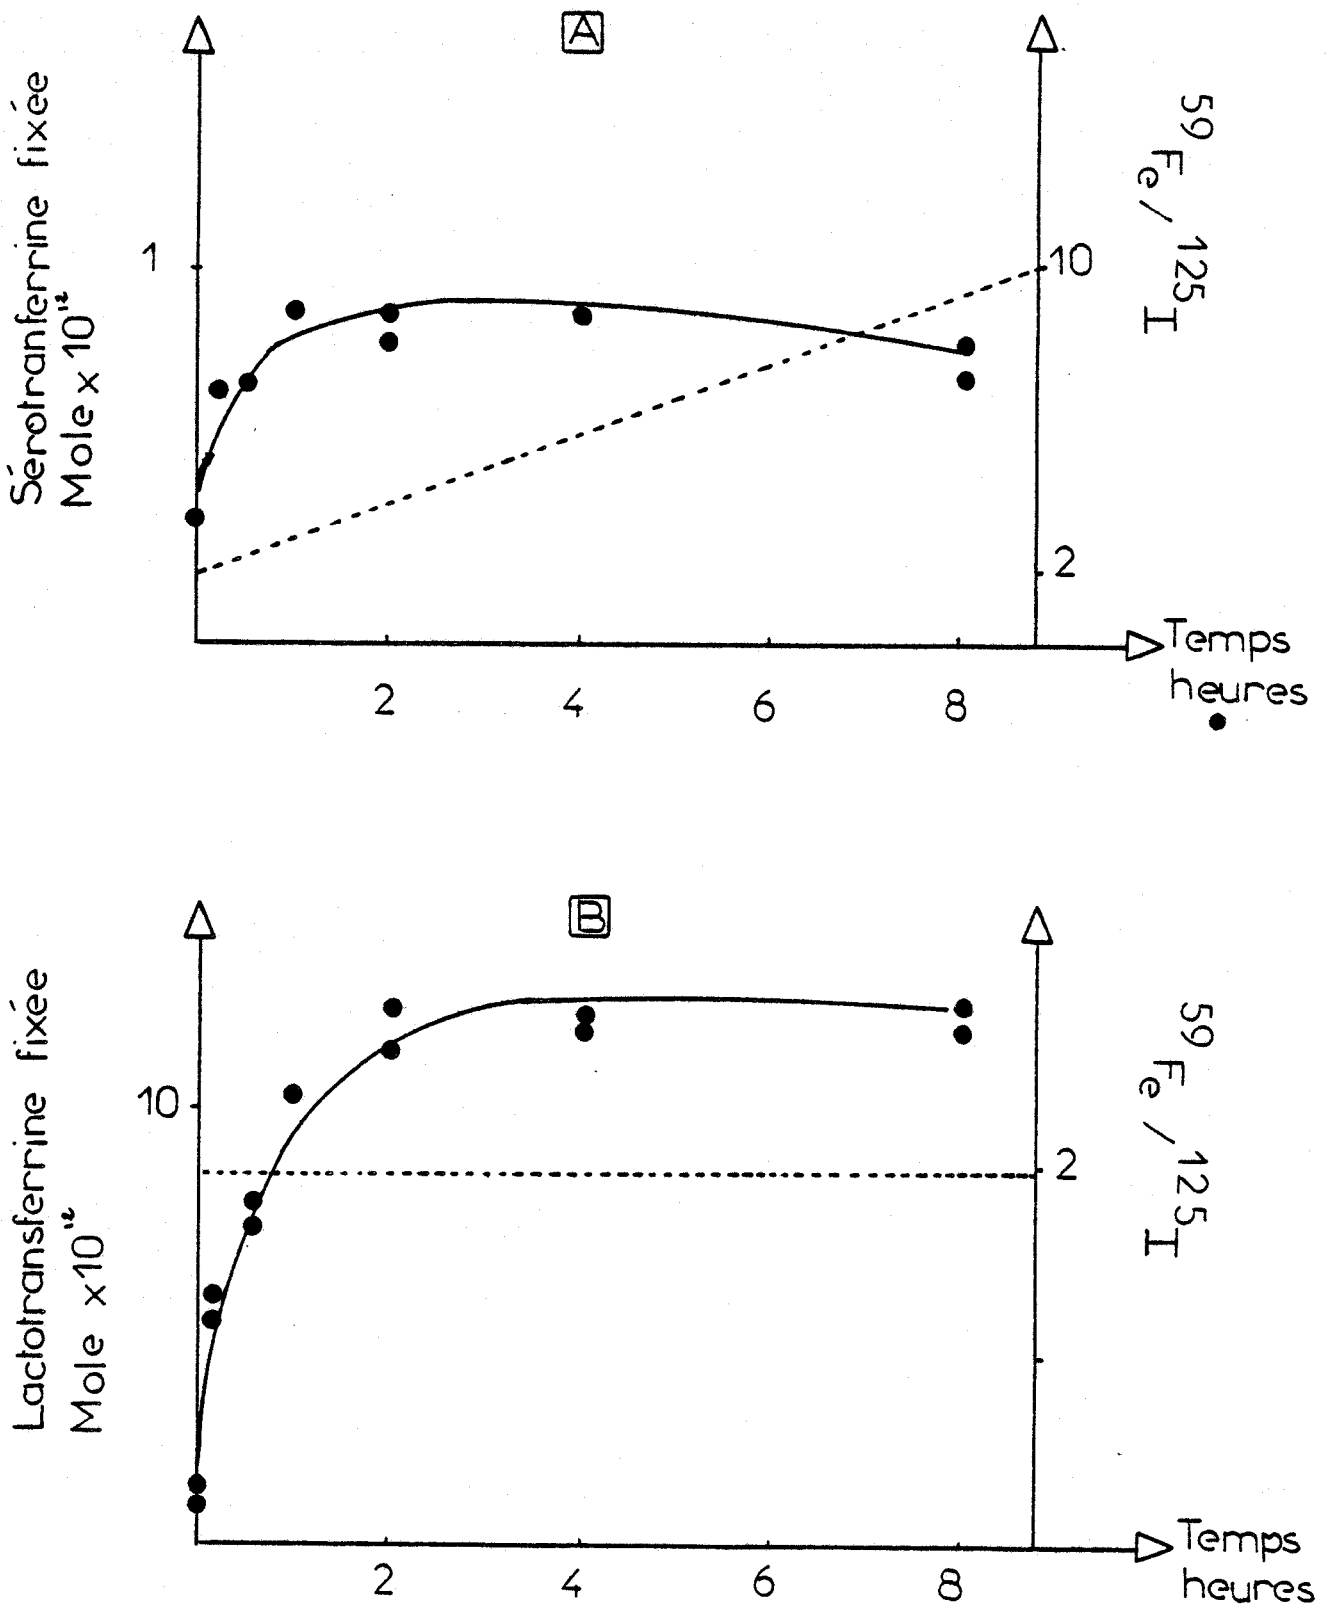 A
Sérotranferrine fixée
Mole x 10¹²
1
⁵⁹Fe / ¹²⁵I
10
2
2 4 6 8
Temps
heures
B
Lactotransferrine fixée
Mole x10¹²
10
⁵⁹Fe / ¹²⁵I
2
2 4 6 8
Temps
heures